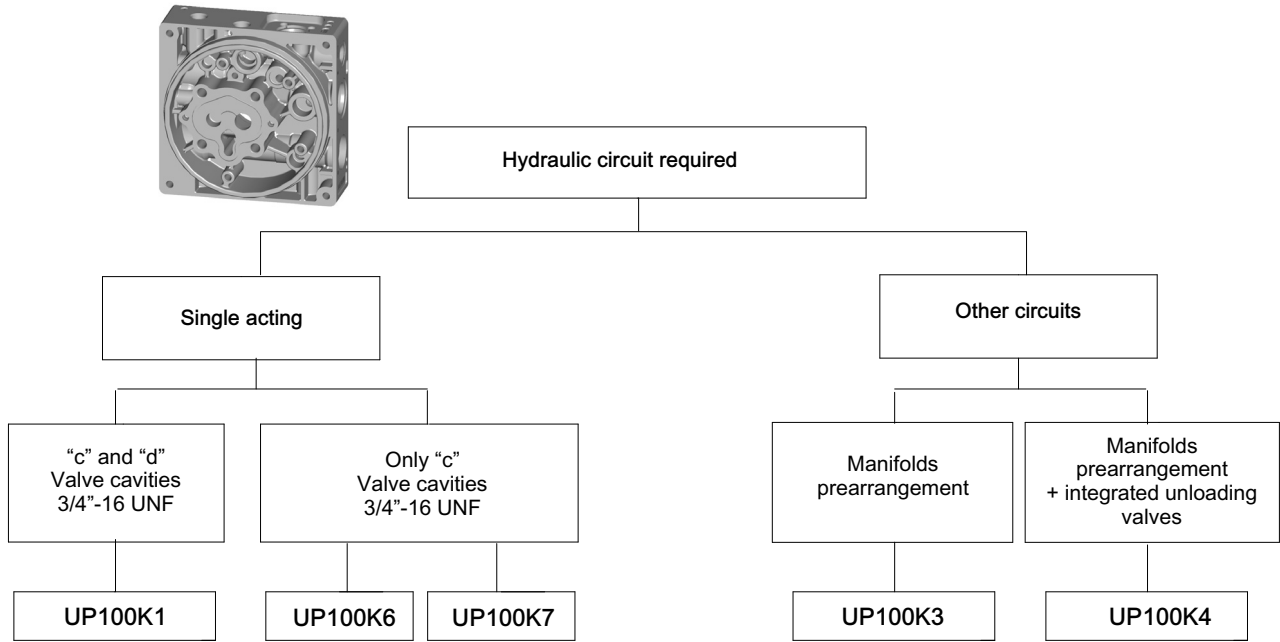 Hydraulic circuit required
Single acting
Other circuits
“c” and “d”
Valve cavities
3/4”-16 UNF
Only “c”
Valve cavities
3/4”-16 UNF
Manifolds
prearrangement
Manifolds
prearrangement
+ integrated unloading
valves
UP100K1
UP100K6
UP100K7
UP100K3
UP100K4